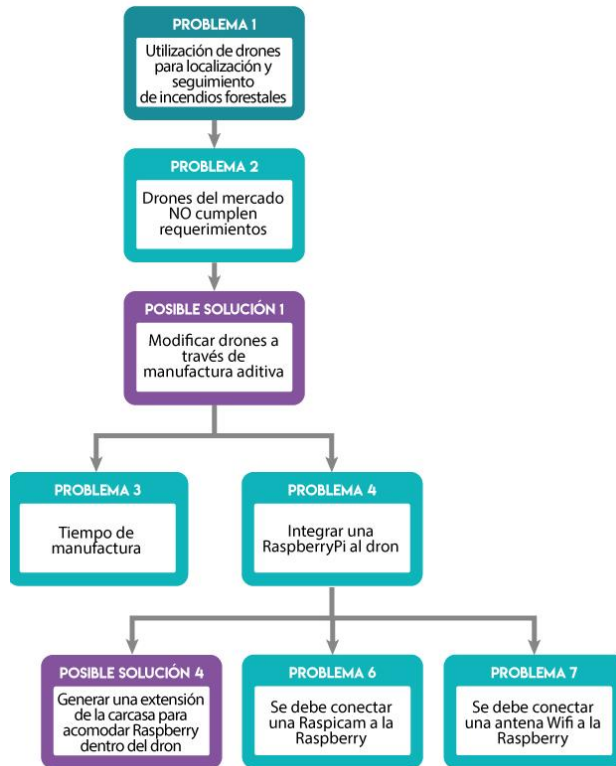 PROBLEMA 1
Utilización de drones
para localización y
seguimiento
de incendios forestales
PROBLEMA 2
Drones del mercado
NO cumplen
requerimientos
POSIBLE SOLUCIÓN 1
Modificar drones a
través de
manufactura aditiva
PROBLEMA 3
Tiempo de
manufactura
PROBLEMA 4
Integrar una
RaspberryPi al dron
POSIBLE SOLUCIÓN 4
Generar una extensión
de la carcasa para
acomodar Raspberry
dentro del dron
PROBLEMA 6
Se debe conectar
una Raspicam a la
Raspberry
PROBLEMA 7
Se debe conectar
una antena Wifi a la
Raspberry